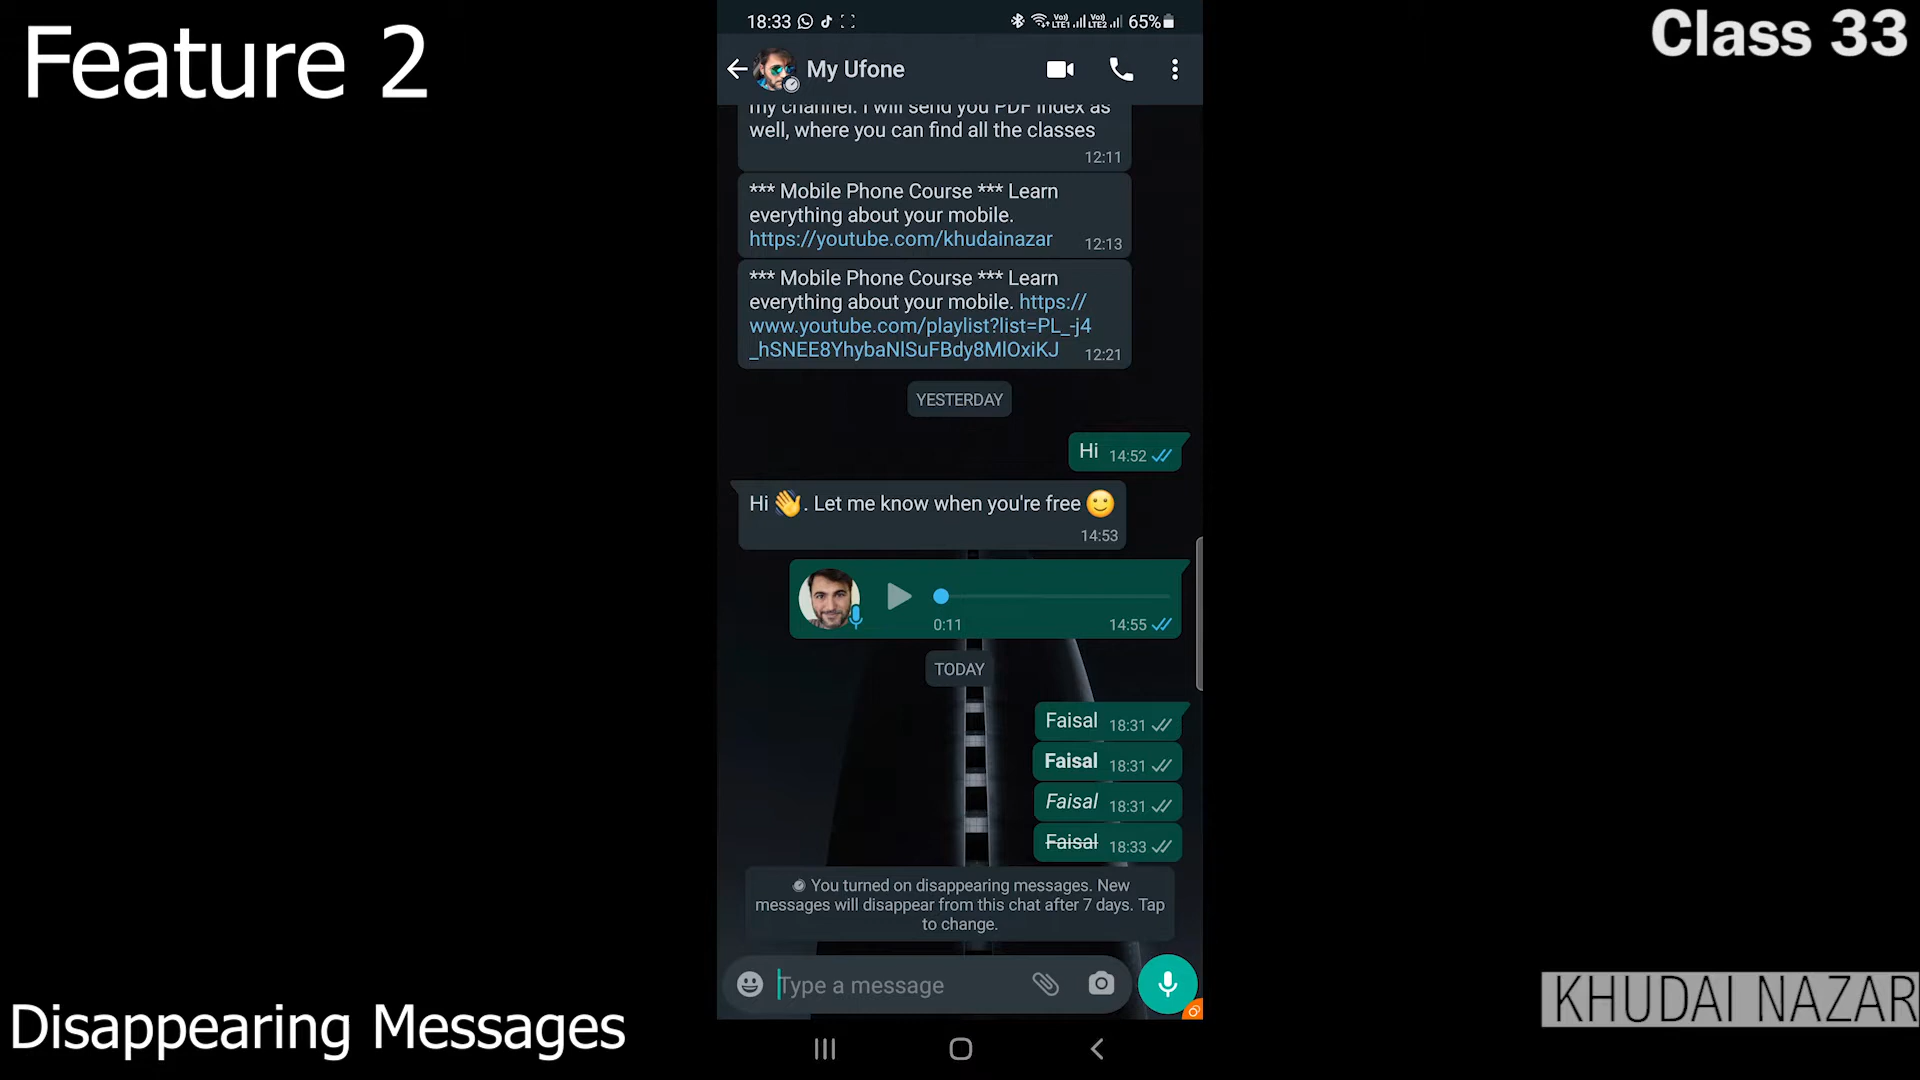 Feature 2
Class 33
18:33
Vo) LTE1 Vo) LTE2 65%
My Ufone
my channel. I will send you PDF index as
well, where you can find all the classes
12:11
*** Mobile Phone Course *** Learn
everything about your mobile.
https://youtube.com/khudainazar 12:13
*** Mobile Phone Course *** Learn
everything about your mobile. https://
www.youtube.com/playlist?list=PL_-j4
_hSNEE8YhybaNlSuFBdy8MlOxiKJ 12:21
YESTERDAY
Hi 14:52
Hi 👋. Let me know when you're free 🙂
14:53
0:11 14:55
TODAY
Faisal 18:31
Faisal 18:31
Faisal 18:31
Faisal 18:33
You turned on disappearing messages. New
messages will disappear from this chat after 7 days. Tap
to change.
Type a message
Disappearing Messages
KHUDAI NAZAR